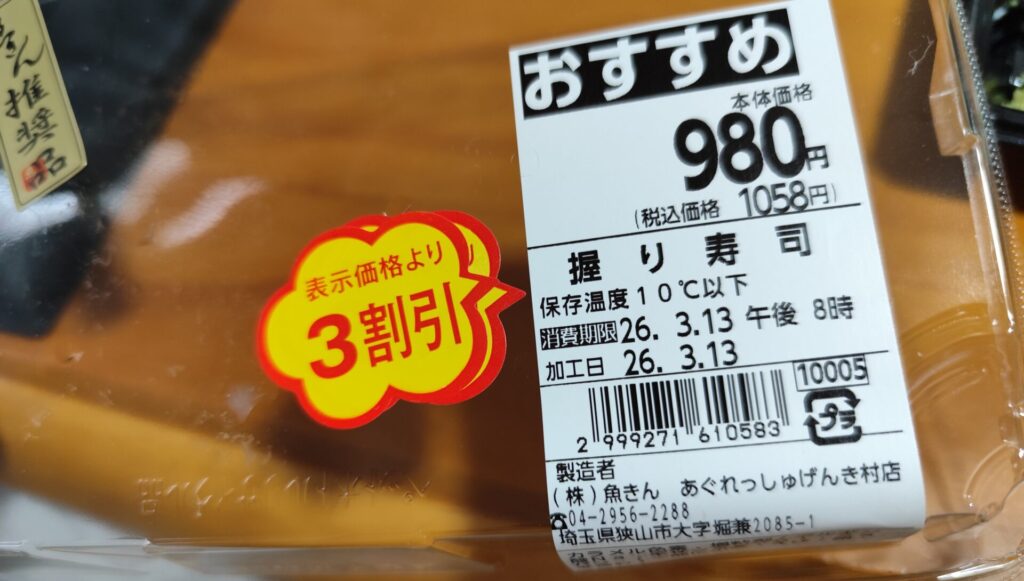 きん推奨品
表示価格より
3割引
おすすめ
本体価格
980円
(税込価格 1058円)
握り寿司
保存温度10℃以下
消費期限 26. 3.13 午後 8時
加工日 26. 3.13
10005
プラ
2 999271 610583
製造者
(株)魚きん あぐれっしゅげんき村店
☎04-2956-2288
埼玉県狭山市大字堀兼2085-1